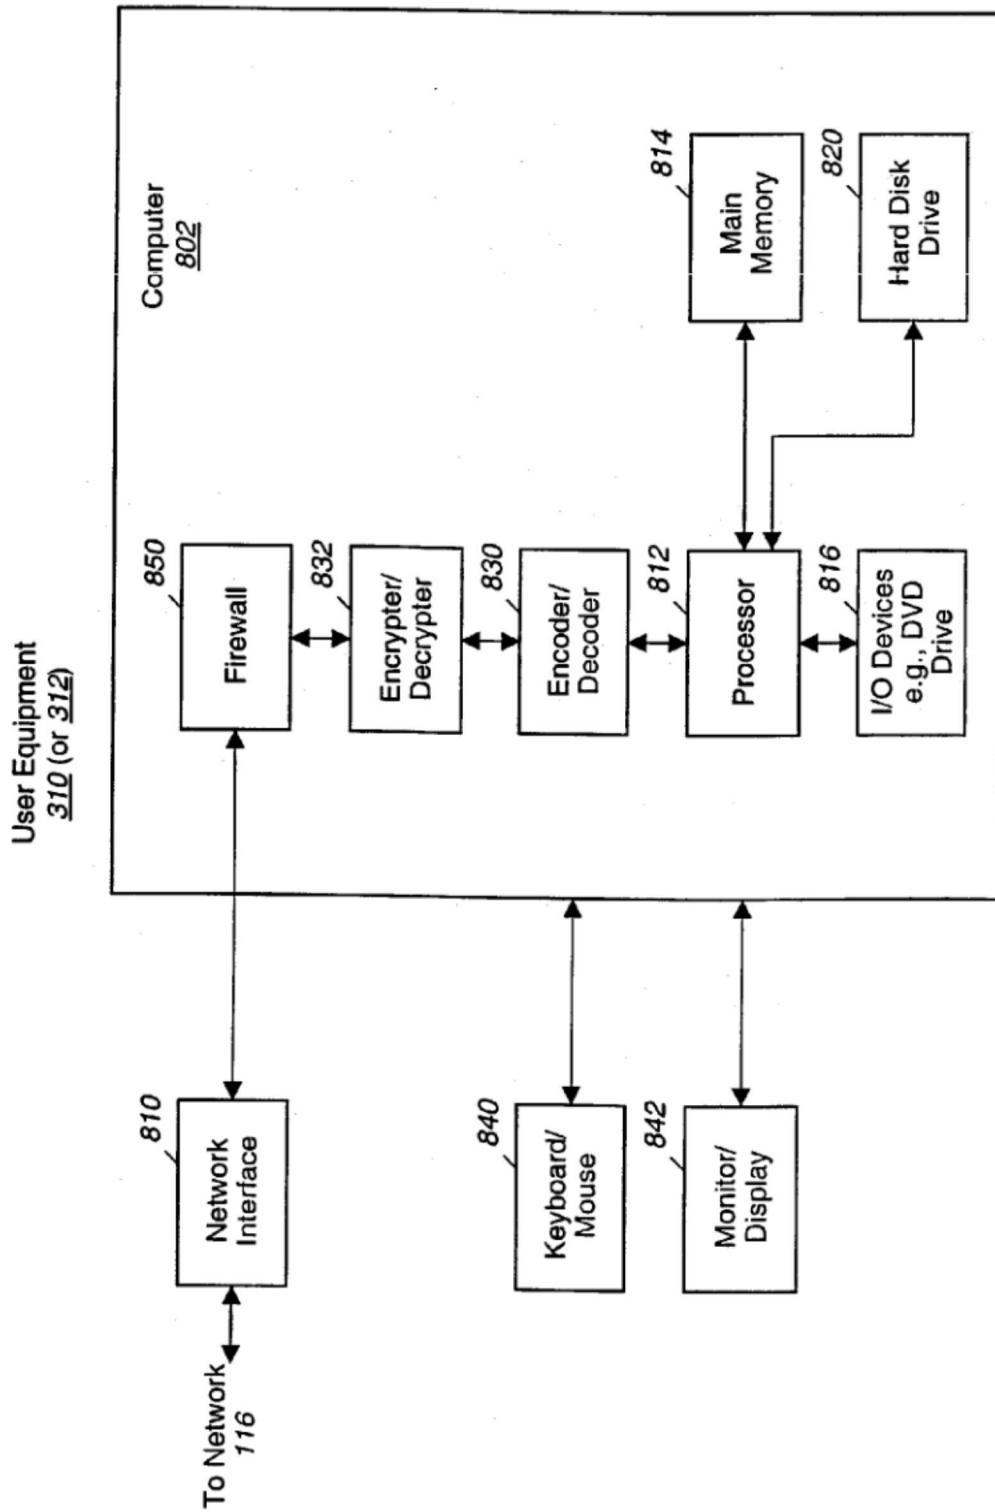 User Equipment
310 (or 312)
Computer
802
To Network
116
810
Network
Interface
850
Firewall
832
Encrypter/
Decrypter
830
Encoder/
Decoder
840
Keyboard/
Mouse
812
Processor
814
Main
Memory
842
Monitor/
Display
816
I/O Devices
e.g., DVD
Drive
820
Hard Disk
Drive